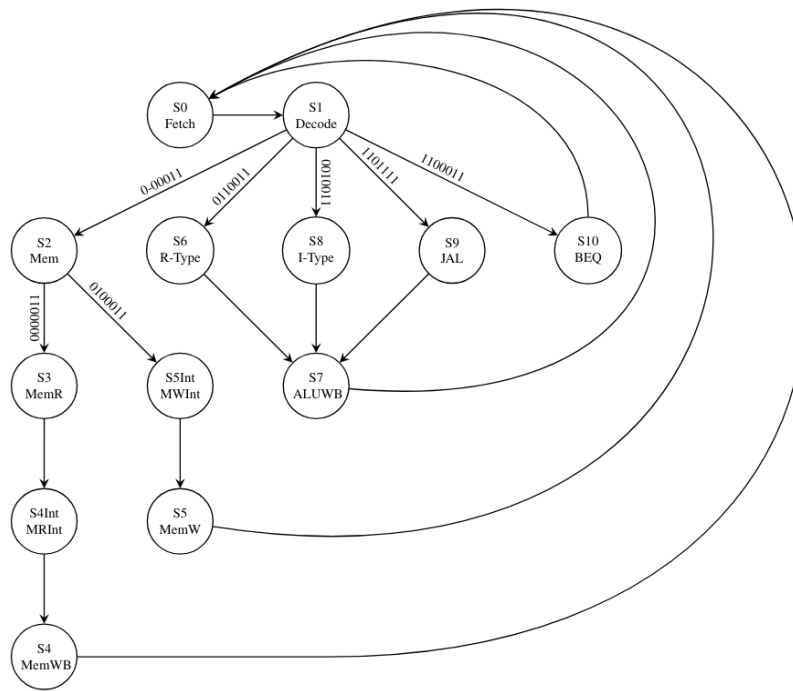 S0
Fetch
S1
Decode
0-00011
0110011
0010011
1101111
1100011
S2
Mem
S6
R-Type
S8
I-Type
S9
JAL
S10
BEQ
0000011
0100011
S3
MemR
S5Int
MWInt
S7
ALUWB
S4Int
MRInt
S5
MemW
S4
MemWB